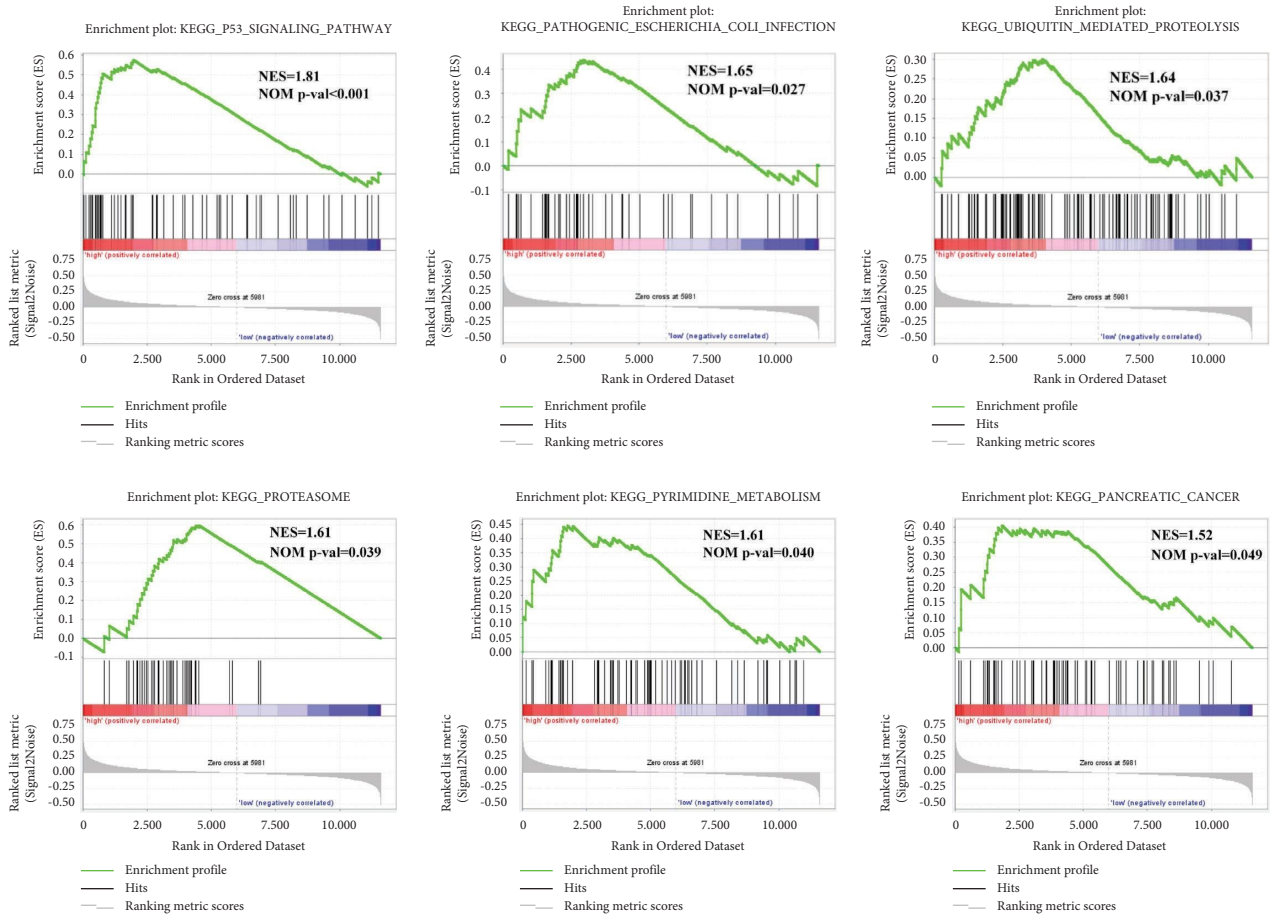 Enrichment plot: KEGG_P53_SIGNALING_PATHWAY
Enrichment score (ES)
0.6
0.5
0.4
0.3
0.2
0.1
0.0
NES=1.81
NOM p-val<0.001
'high' (positively correlated)
Ranked list metric
(Signal2Noise)
0.75
0.50
0.25
0.00
-0.25
-0.50
Zero cross at 5981
'low' (negatively correlated)
0
2.500
5.000
7.500
10.000
Rank in Ordered Dataset
Enrichment profile
Hits
Ranking metric scores
Enrichment plot:
KEGG_PATHOGENIC_ESCHERICHIA_COLI_INFECTION
Enrichment score (ES)
0.4
0.3
0.2
0.1
0.0
-0.1
NES=1.65
NOM p-val=0.027
'high' (positively correlated)
Ranked list metric
(Signal2Noise)
0.75
0.50
0.25
0.00
-0.25
-0.50
Zero cross at 5981
'low' (negatively correlated)
0
2.500
5.000
7.500
10.000
Rank in Ordered Dataset
Enrichment profile
Hits
Ranking metric scores
Enrichment plot:
KEGG_UBIQUITIN_MEDIATED_PROTEOLYSIS
Enrichment score (ES)
0.30
0.25
0.20
0.15
0.10
0.05
0.00
NES=1.64
NOM p-val=0.037
'high' (positively correlated)
Ranked list metric
(Signal2Noise)
0.75
0.50
0.25
0.00
-0.25
-0.50
Zero cross at 5981
'low' (negatively correlated)
0
2.500
5.000
7.500
10.000
Rank in Ordered Dataset
Enrichment profile
Hits
Ranking metric scores
Enrichment plot: KEGG_PROTEASOME
Enrichment score (ES)
0.6
0.5
0.4
0.3
0.2
0.1
0.0
-0.1
NES=1.61
NOM p-val=0.039
'high' (positively correlated)
Ranked list metric
(Signal2Noise)
0.75
0.50
0.25
0.00
-0.25
-0.50
Zero cross at 5981
'low' (negatively correlated)
0
2.500
5.000
7.500
10.000
Rank in Ordered Dataset
Enrichment profile
Hits
Ranking metric scores
Enrichment plot: KEGG_PYRIMIDINE_METABOLISM
Enrichment score (ES)
0.45
0.40
0.35
0.30
0.25
0.20
0.15
0.10
0.05
0.00
NES=1.61
NOM p-val=0.040
'high' (positively correlated)
Ranked list metric
(Signal2Noise)
0.75
0.50
0.25
0.00
-0.25
-0.50
Zero cross at 5981
'low' (negatively correlated)
0
2.500
5.000
7.500
10.000
Rank in Ordered Dataset
Enrichment profile
Hits
Ranking metric scores
Enrichment plot: KEGG_PANCREATIC_CANCER
Enrichment score (ES)
0.40
0.35
0.30
0.25
0.20
0.15
0.10
0.05
0.00
NES=1.52
NOM p-val=0.049
'high' (positively correlated)
Ranked list metric
(Signal2Noise)
0.75
0.50
0.25
0.00
-0.25
-0.50
Zero cross at 5981
'low' (negatively correlated)
0
2.500
5.000
7.500
10.000
Rank in Ordered Dataset
Enrichment profile
Hits
Ranking metric scores